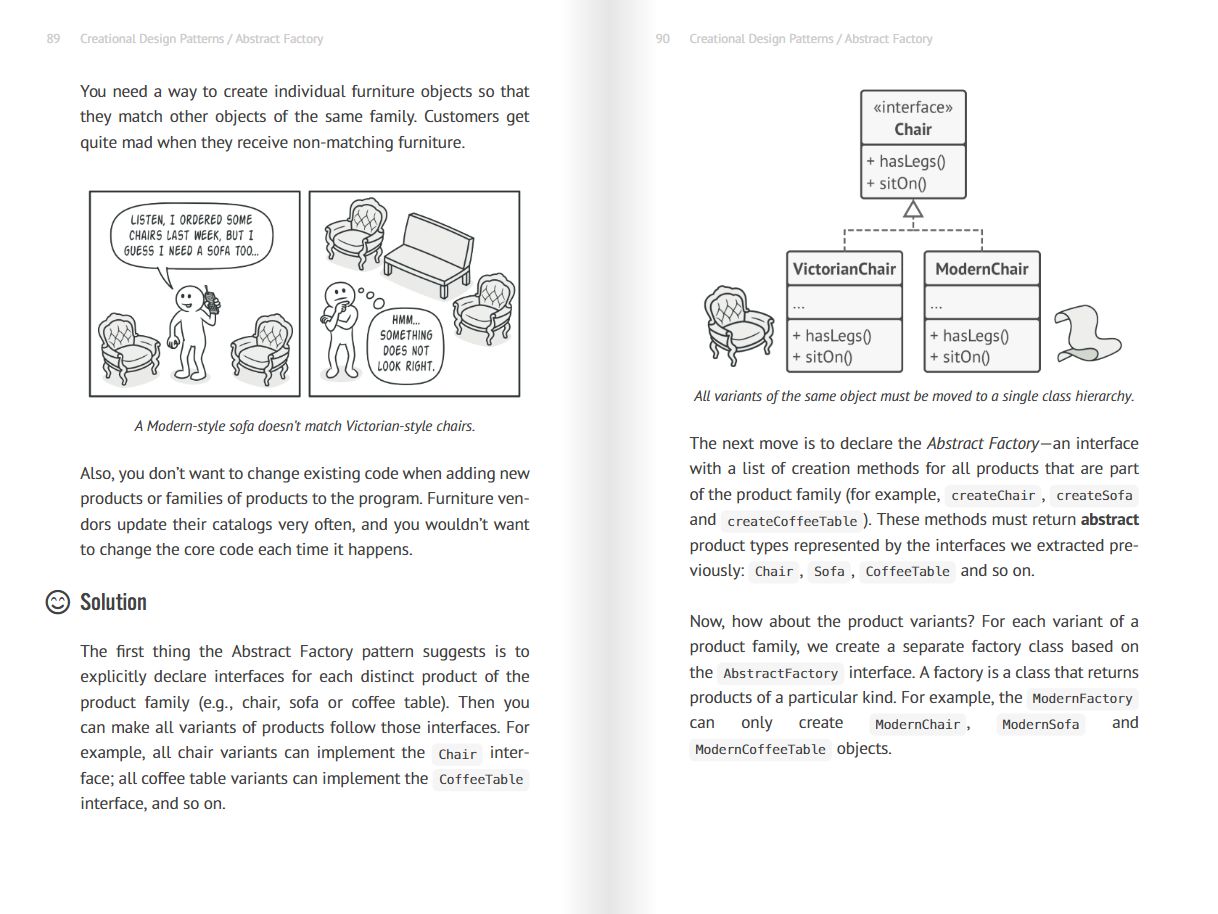 89 Creational Design Patterns / Abstract Factory
You need a way to create individual furniture objects so that
they match other objects of the same family. Customers get
quite mad when they receive non-matching furniture.
LISTEN, I ORDERED SOME
CHAIRS LAST WEEK, BUT I
GUESS I NEED A SOFA TOO...
HMM...
SOMETHING
DOES NOT
LOOK RIGHT.
A Modern-style sofa doesn’t match Victorian-style chairs.
Also, you don’t want to change existing code when adding new
products or families of products to the program. Furniture ven-
dors update their catalogs very often, and you wouldn’t want
to change the core code each time it happens.
Solution
The first thing the Abstract Factory pattern suggests is to
explicitly declare interfaces for each distinct product of the
product family (e.g., chair, sofa or coffee table). Then you
can make all variants of products follow those interfaces. For
example, all chair variants can implement the Chair inter-
face; all coffee table variants can implement the CoffeeTable
interface, and so on.
90 Creational Design Patterns / Abstract Factory
«interface»
Chair
+ hasLegs()
+ sitOn()
VictorianChair
...
+ hasLegs()
+ sitOn()
ModernChair
...
+ hasLegs()
+ sitOn()
All variants of the same object must be moved to a single class hierarchy.
The next move is to declare the Abstract Factory—an interface
with a list of creation methods for all products that are part
of the product family (for example, createChair , createSofa
and createCoffeeTable ). These methods must return abstract
product types represented by the interfaces we extracted pre-
viously: Chair , Sofa , CoffeeTable and so on.
Now, how about the product variants? For each variant of a
product family, we create a separate factory class based on
the AbstractFactory interface. A factory is a class that returns
products of a particular kind. For example, the ModernFactory
can only create ModernChair , ModernSofa and
ModernCoffeeTable objects.